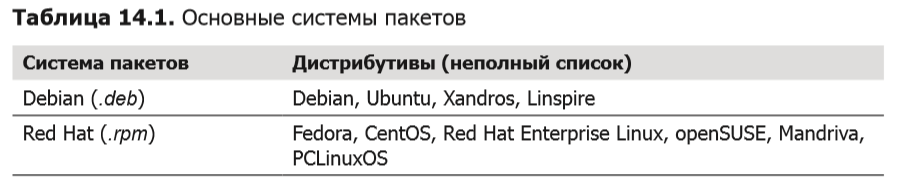 Таблица 14.1. Основные системы пакетов
Система пакетов Дистрибутивы (неполный список)
Debian (.deb) Debian, Ubuntu, Xandros, Linspire
Red Hat (.rpm) Fedora, CentOS, Red Hat Enterprise Linux, openSUSE, Mandriva,
PCLinuxOS